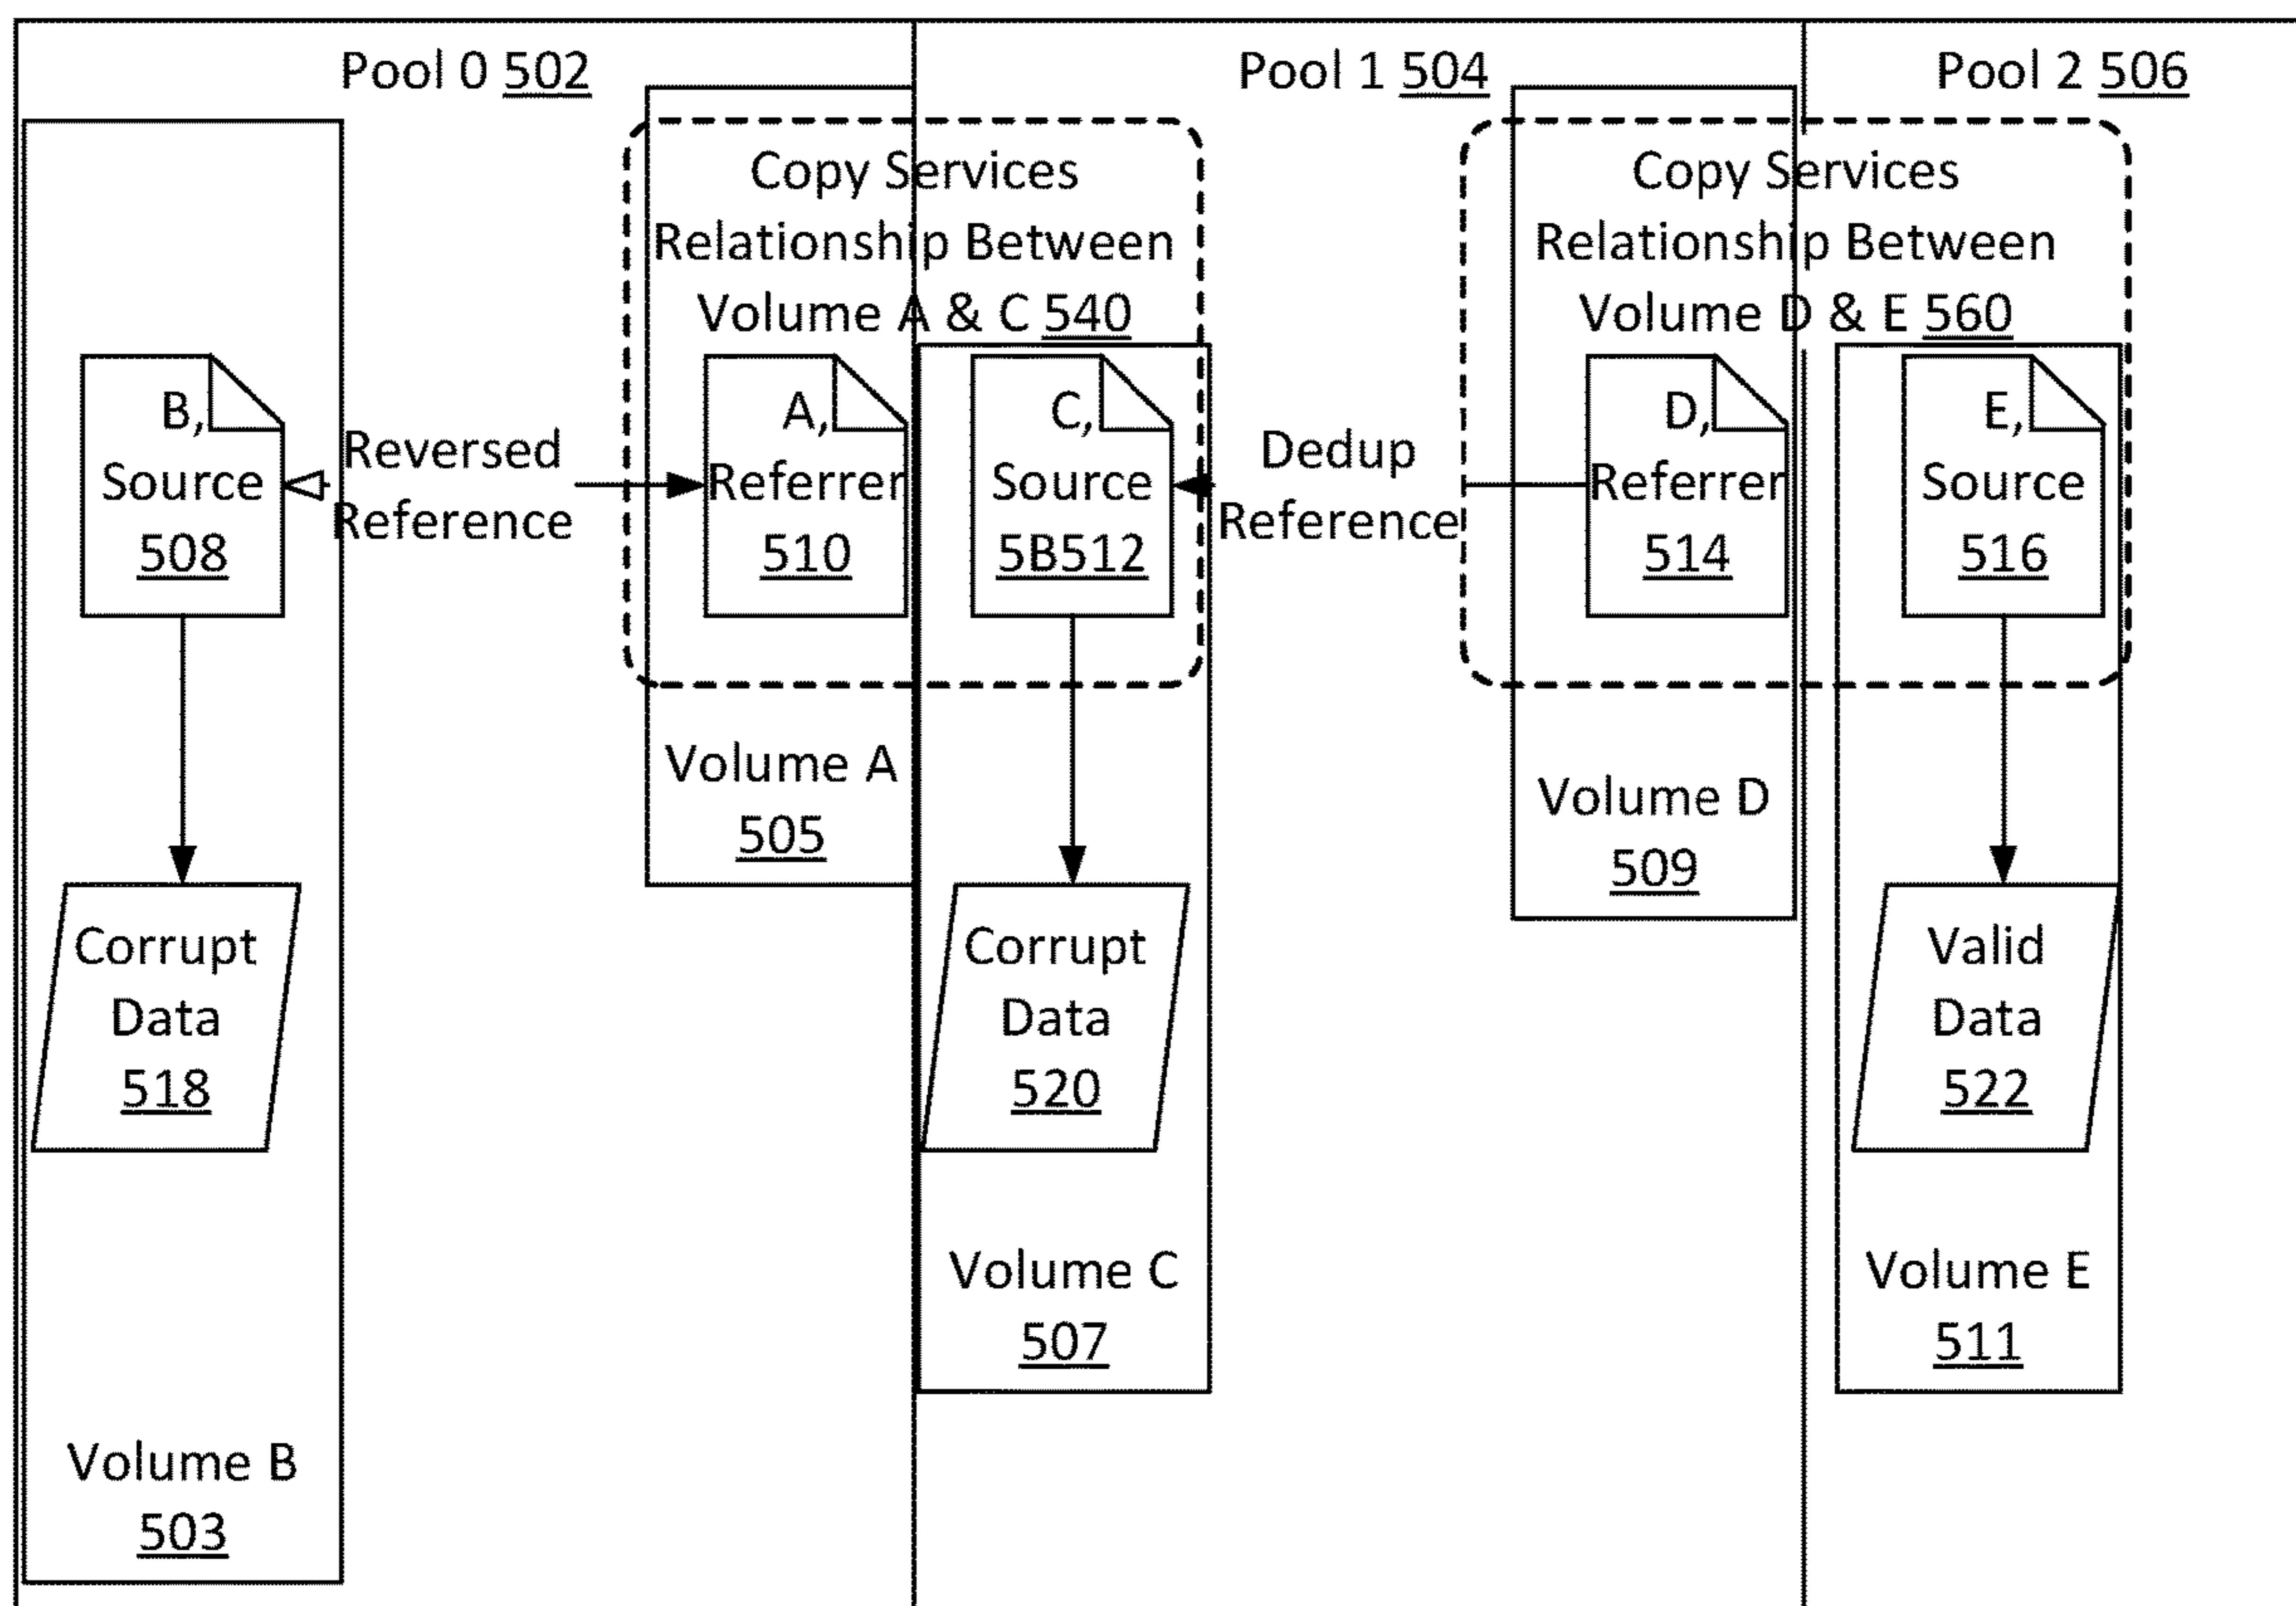 Pool 0 502
Pool 1 504
Pool 2 506
Copy Services
Relationship Between
Volume A & C 540
Copy Services
Relationship Between
Volume D & E 560
B,
Source
508
Reversed
Reference
A,
Referrer
510
C,
Source
5B512
Dedup
Reference
D,
Referrer
514
E,
Source
516
Volume A
505
Volume D
509
Corrupt
Data
518
Corrupt
Data
520
Valid
Data
522
Volume C
507
Volume E
511
Volume B
503